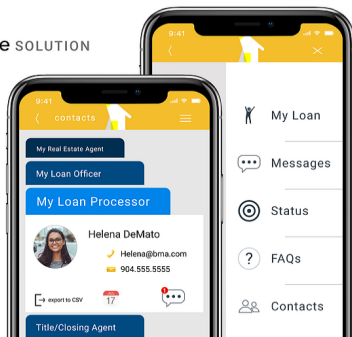 e SOLUTION
9:41
9:41
contacts
My Real Estate Agent
My Loan Officer
My Loan Processor
Helena DeMato
Helena@bma.com
904.555.5555
export to CSV
17
1
Title/Closing Agent
My Loan
Messages
Status
? FAQs
Contacts